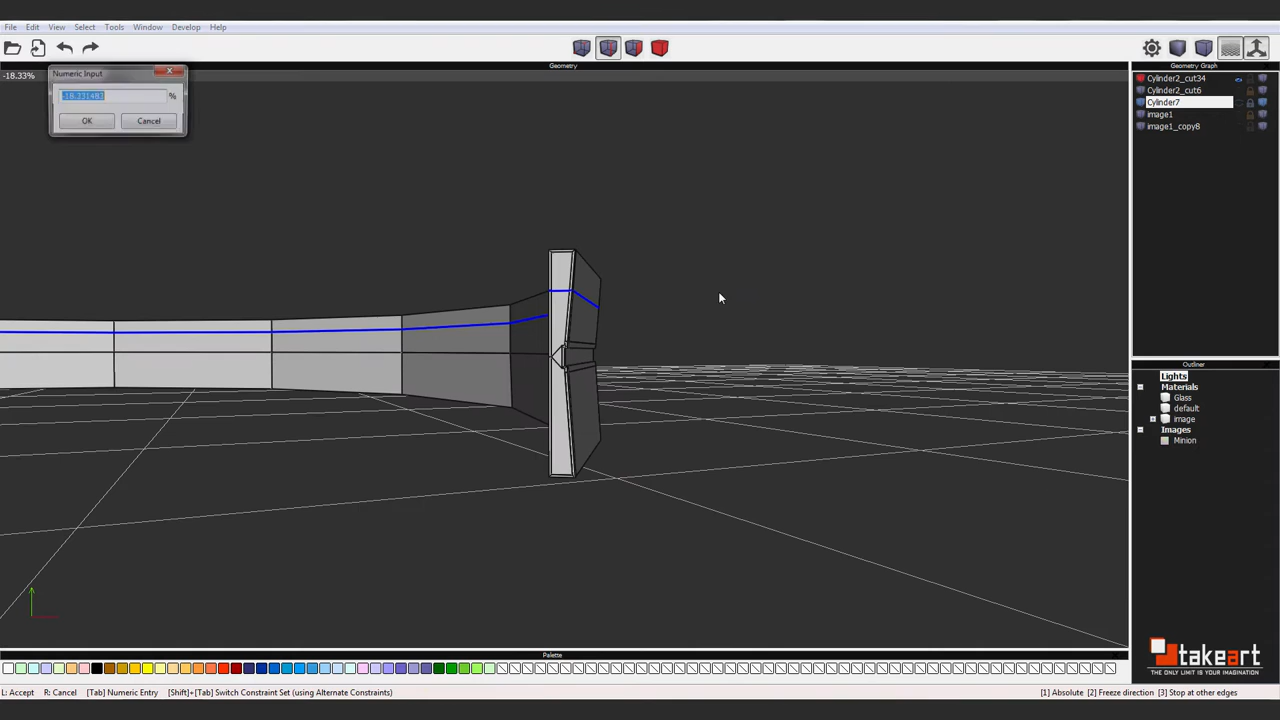 File Edit View Select Tools Window Develop Help
Geometry
Geometry Graph
-18.33%
Numeric Input
%
OK Cancel
Cylinder2_cut34
Cylinder2_cut6
Cylinder7
image1
image1_copy8
Outliner
Lights
Materials
Glass
default
image
Images
Minion
takeart
THE ONLY LIMIT IS YOUR IMAGINATION
Palette
L: Accept R: Cancel [Tab] Numeric Entry [Shift]+[Tab] Switch Constraint Set (using Alternate Constraints) [1] Absolute [2] Freeze direction [3] Stop at other edges